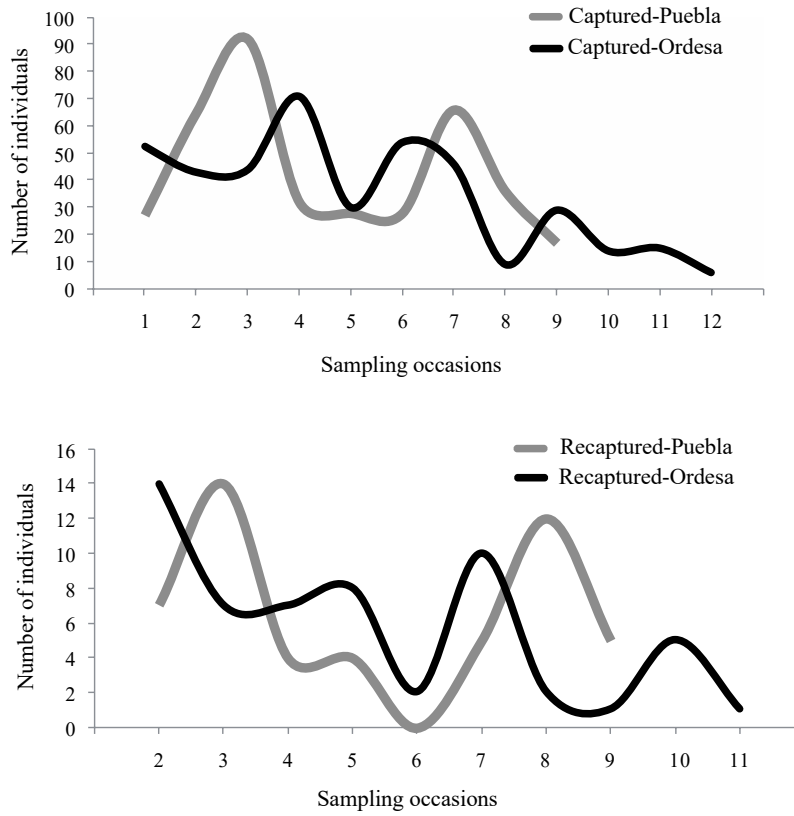 Captured-Puebla
Captured-Ordesa
Number of individuals
100
90
80
70
60
50
40
30
20
10
0
1 2 3 4 5 6 7 8 9 10 11 12
Sampling occasions
Recaptured-Puebla
Recaptured-Ordesa
Number of individuals
16
14
12
10
8
6
4
2
0
2 3 4 5 6 7 8 9 10 11
Sampling occasions